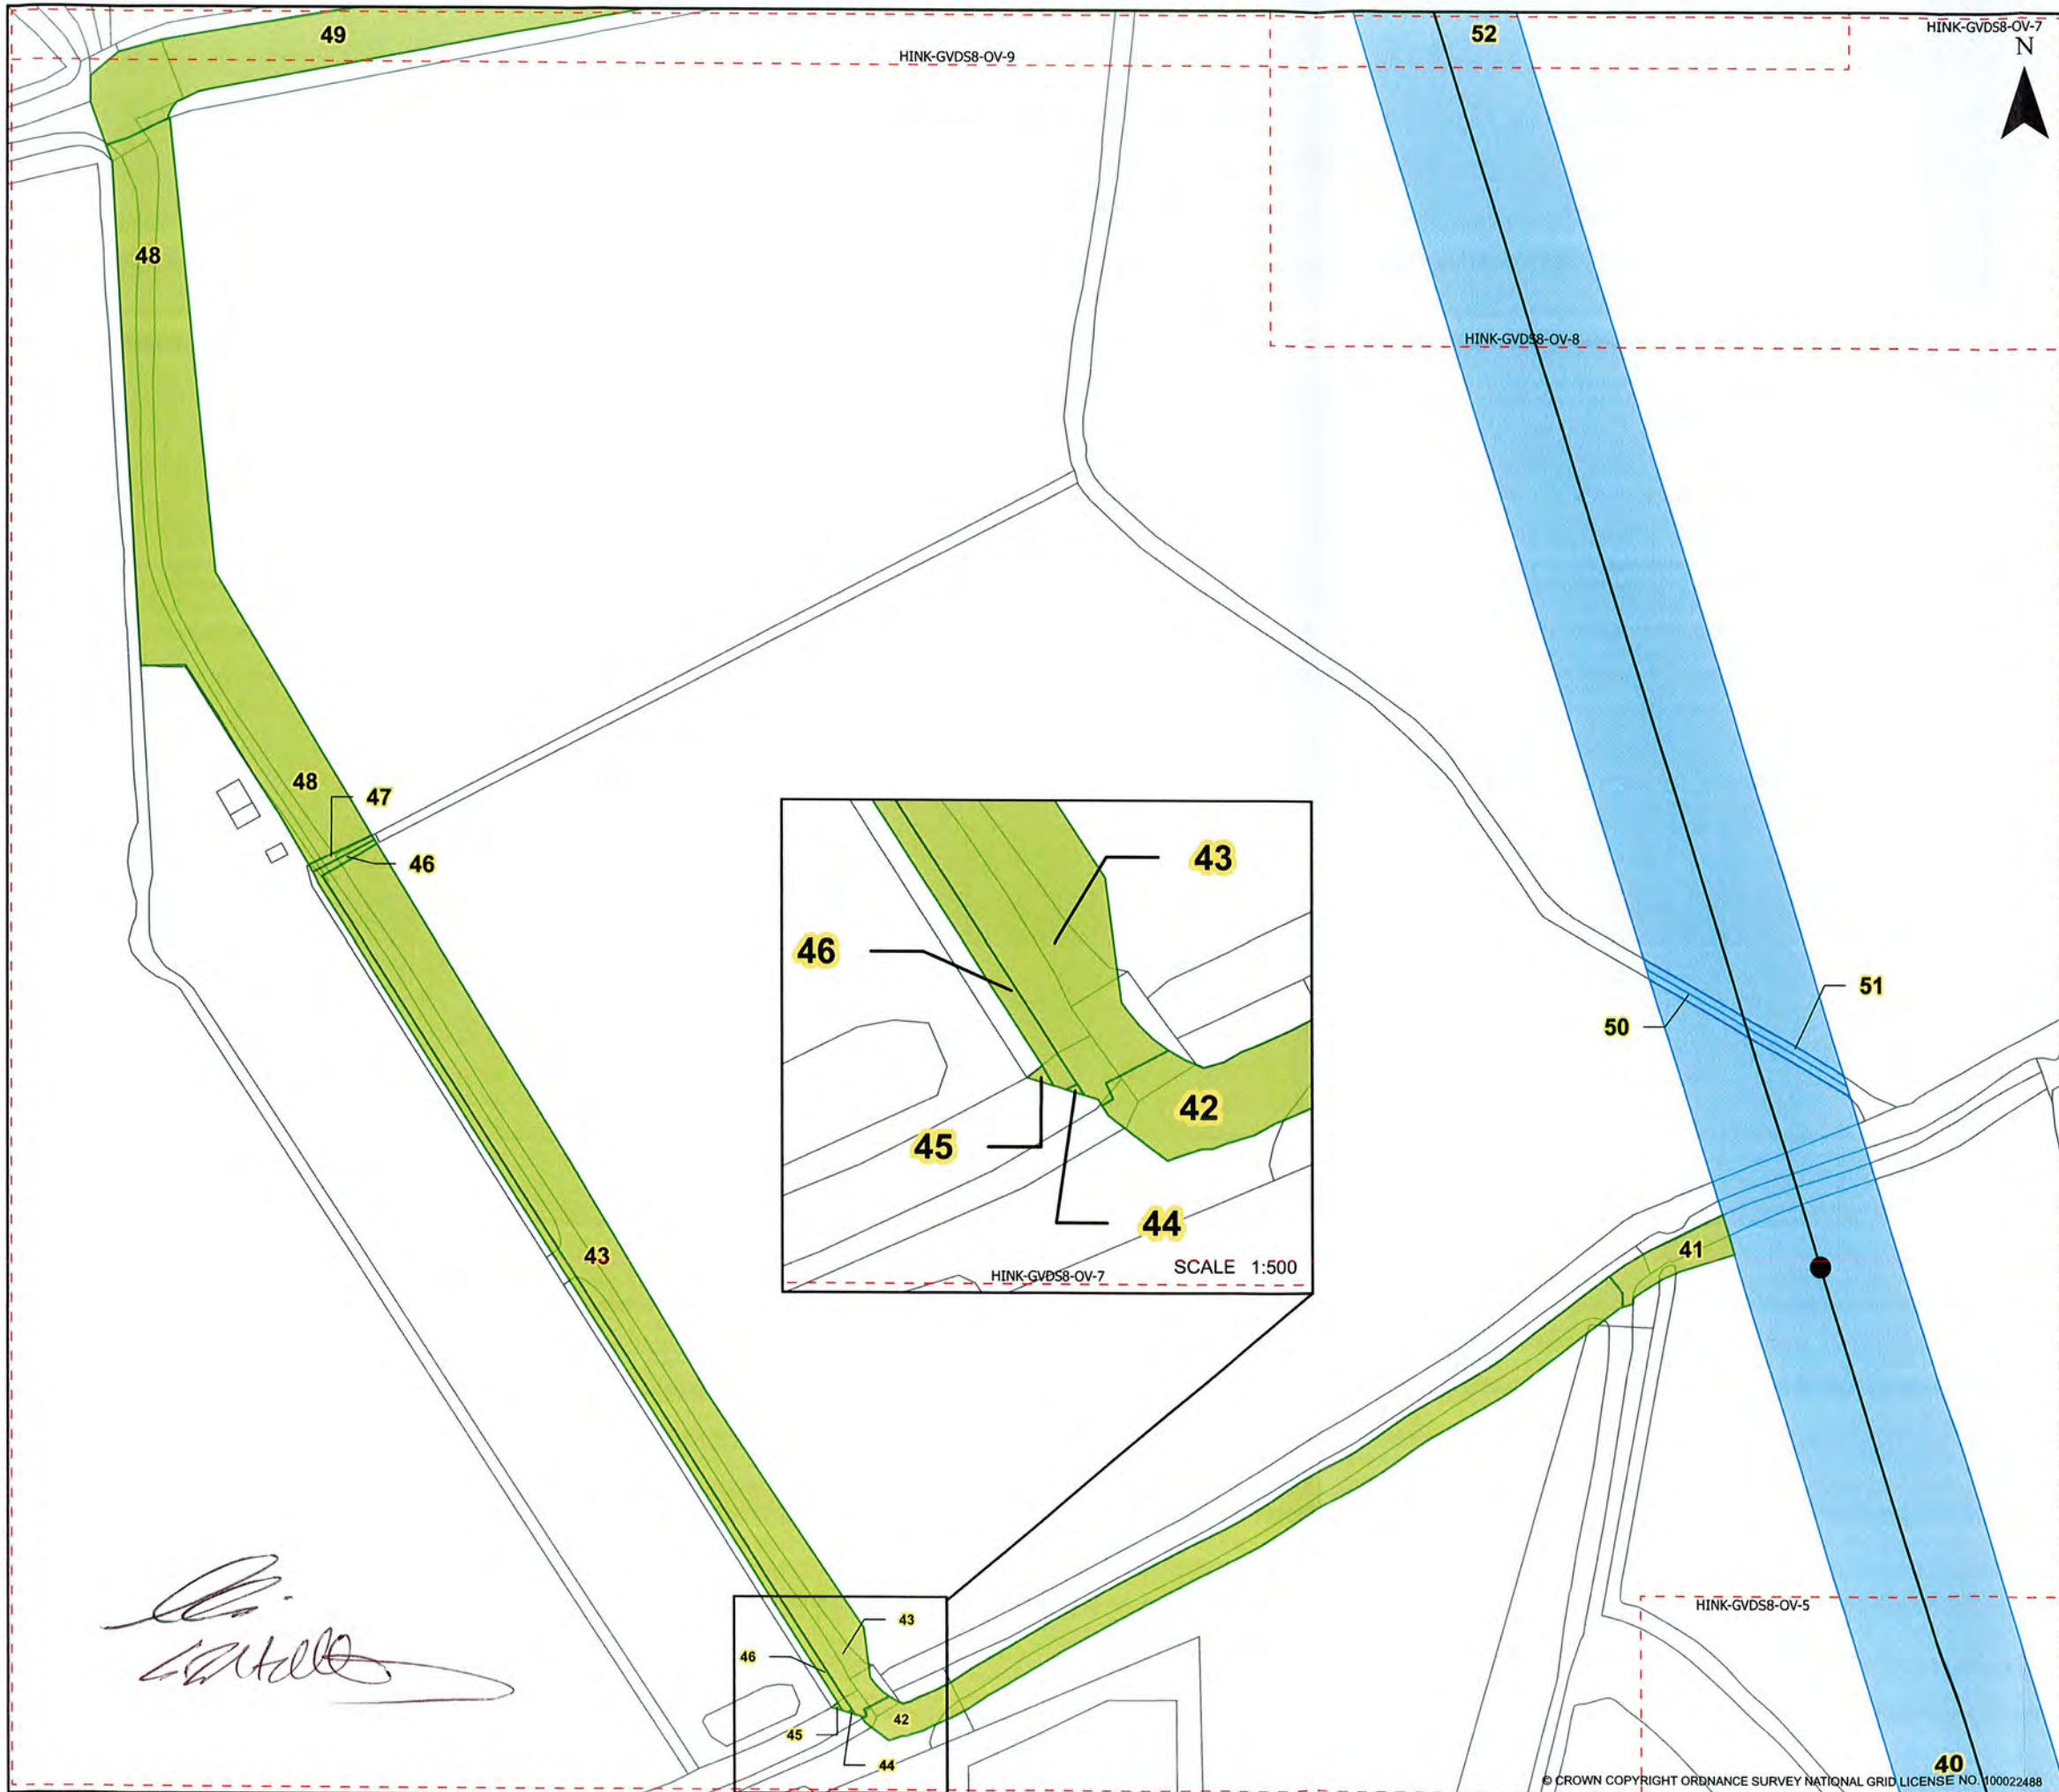 49
52
HINK-GVDS8-OV-7
HINK-GVDS8-OV-9
N
48
HINK-GVDS8-OV-8
48
47
46
43
46
45
42
44
HINK-GVDS8-OV-7
SCALE 1:500
51
50
41
43
HINK-GVDS8-OV-5
43
46
42
45
44
40
© CROWN COPYRIGHT ORDNANCE SURVEY NATIONAL GRID LICENSE NO. 100022488